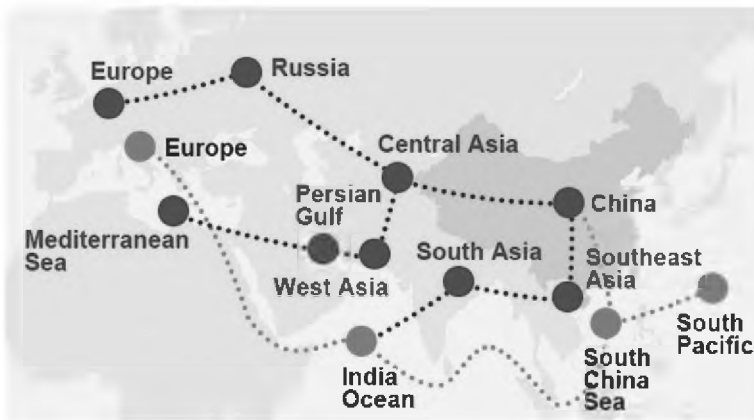 Europe
Russia
Europe
Central Asia
Persian
Gulf
China
Mediterranean
Sea
South Asia
Southeast
Asia
West Asia
South
Pacific
India
Ocean
South
China
Sea